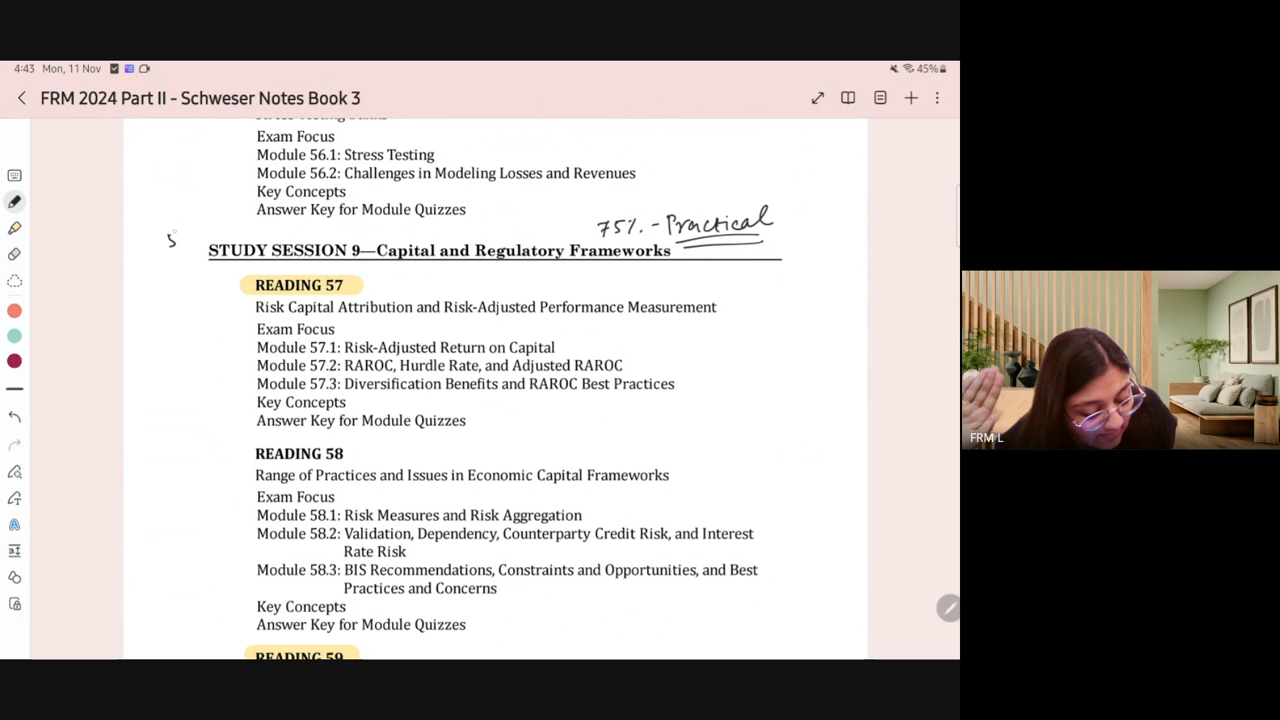 4:43 Mon, 11 Nov
45%
FRM 2024 Part II - Schweser Notes Book 3
Stress Testing Banks
Exam Focus
Module 56.1: Stress Testing
Module 56.2: Challenges in Modeling Losses and Revenues
Key Concepts
Answer Key for Module Quizzes
75% - Practical
5
STUDY SESSION 9—Capital and Regulatory Frameworks
READING 57
Risk Capital Attribution and Risk-Adjusted Performance Measurement
Exam Focus
Module 57.1: Risk-Adjusted Return on Capital
Module 57.2: RAROC, Hurdle Rate, and Adjusted RAROC
Module 57.3: Diversification Benefits and RAROC Best Practices
Key Concepts
Answer Key for Module Quizzes
READING 58
Range of Practices and Issues in Economic Capital Frameworks
Exam Focus
Module 58.1: Risk Measures and Risk Aggregation
Module 58.2: Validation, Dependency, Counterparty Credit Risk, and Interest
Rate Risk
Module 58.3: BIS Recommendations, Constraints and Opportunities, and Best
Practices and Concerns
Key Concepts
Answer Key for Module Quizzes
READING 59
FRM L